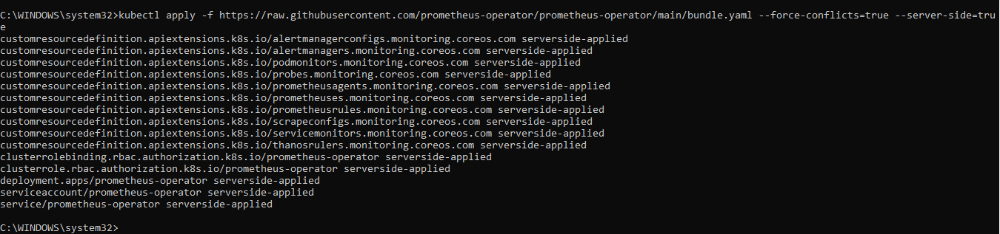 C:\WINDOWS\system32>kubectl apply -f https://raw.githubusercontent.com/prometheus-operator/prometheus-operator/main/bundle.yaml --force-conflicts=true --server-side=tru
e
customresourcedefinition.apiextensions.k8s.io/alertmanagerconfigs.monitoring.coreos.com serverside-applied
customresourcedefinition.apiextensions.k8s.io/alertmanagers.monitoring.coreos.com serverside-applied
customresourcedefinition.apiextensions.k8s.io/podmonitors.monitoring.coreos.com serverside-applied
customresourcedefinition.apiextensions.k8s.io/probes.monitoring.coreos.com serverside-applied
customresourcedefinition.apiextensions.k8s.io/prometheusagents.monitoring.coreos.com serverside-applied
customresourcedefinition.apiextensions.k8s.io/prometheuses.monitoring.coreos.com serverside-applied
customresourcedefinition.apiextensions.k8s.io/prometheusrules.monitoring.coreos.com serverside-applied
customresourcedefinition.apiextensions.k8s.io/scrapeconfigs.monitoring.coreos.com serverside-applied
customresourcedefinition.apiextensions.k8s.io/servicemonitors.monitoring.coreos.com serverside-applied
customresourcedefinition.apiextensions.k8s.io/thanosrulers.monitoring.coreos.com serverside-applied
clusterrolebinding.rbac.authorization.k8s.io/prometheus-operator serverside-applied
clusterrole.rbac.authorization.k8s.io/prometheus-operator serverside-applied
deployment.apps/prometheus-operator serverside-applied
serviceaccount/prometheus-operator serverside-applied
service/prometheus-operator serverside-applied
C:\WINDOWS\system32>